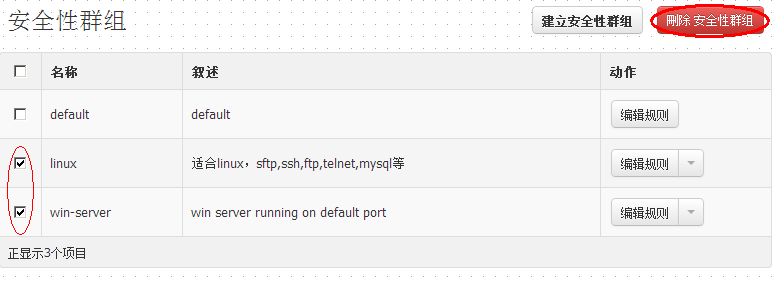 安全性群组
建立安全性群组
刪除 安全性群组
名称 叙述 动作
default default 编辑规则
linux 适合linux，sftp,ssh,ftp,telnet,mysql等 编辑规则
win-server win server running on default port 编辑规则
正显示3个项目